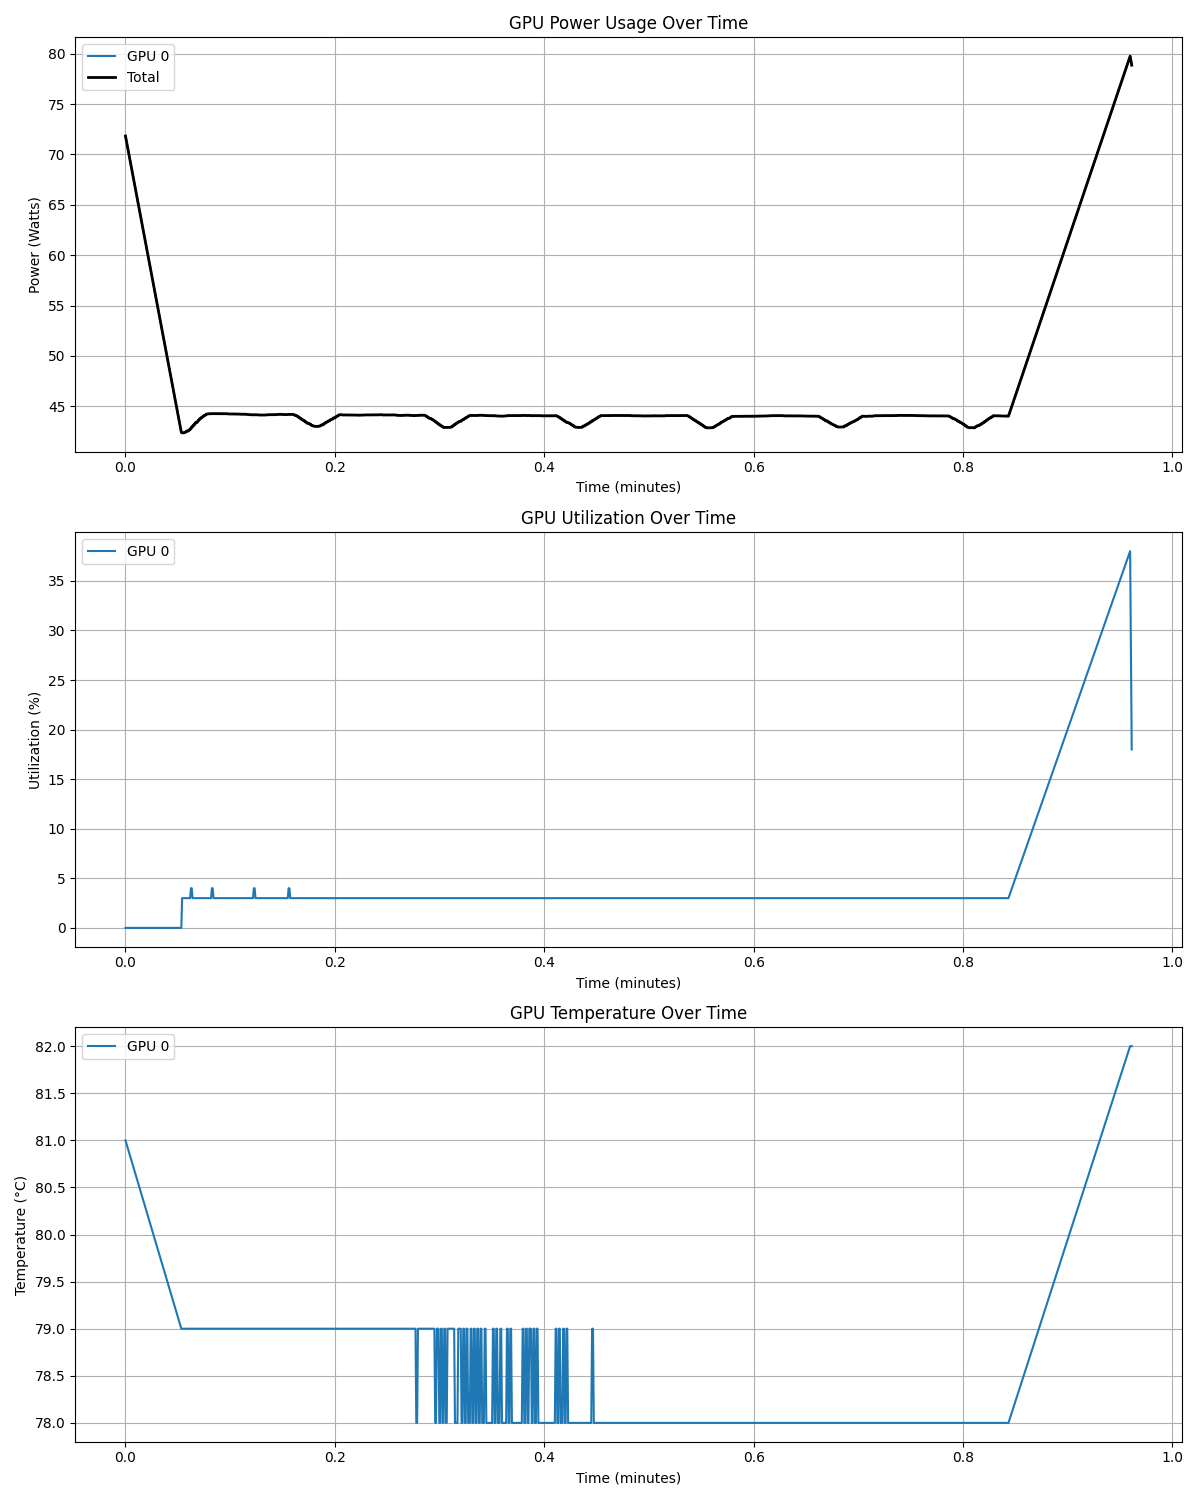 GPU Power Usage Over Time
GPU 0
Total
80
75
70
65
60
55
50
45
Power (Watts)
0.0 0.2 0.4 0.6 0.8 1.0
Time (minutes)
GPU Utilization Over Time
GPU 0
35
30
25
20
15
10
5
0
Utilization (%)
0.0 0.2 0.4 0.6 0.8 1.0
Time (minutes)
GPU Temperature Over Time
GPU 0
82.0
81.5
81.0
80.5
80.0
79.5
79.0
78.5
78.0
Temperature (°C)
0.0 0.2 0.4 0.6 0.8 1.0
Time (minutes)